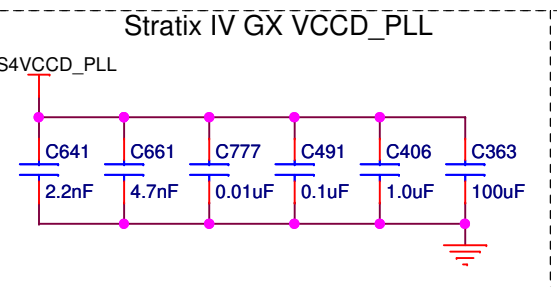 Stratix IV GX VCCD_PLL
S4VCCD_PLL
C641 C661 C777 C491 C406 C363
2.2nF 4.7nF 0.01uF 0.1uF 1.0uF 100uF